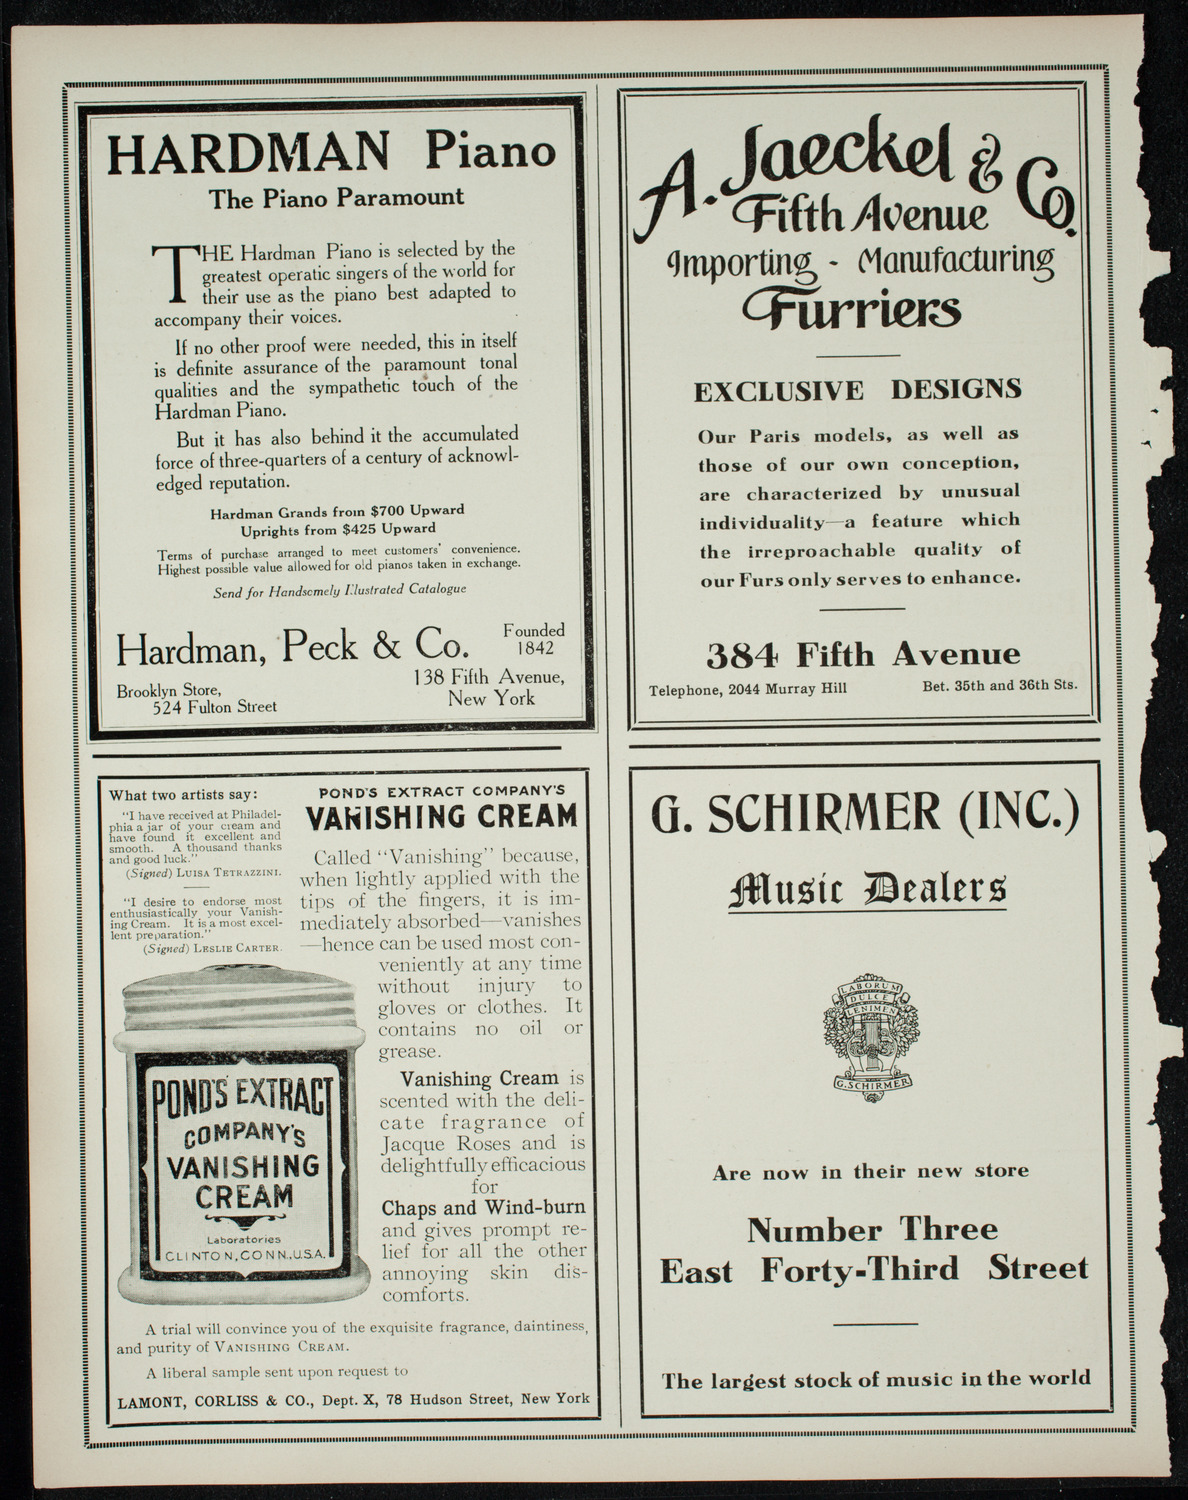 HARDMAN Piano
The Piano Paramount
THE Hardman Piano is selected by the
greatest operatic singers of the world for
their use as the piano best adapted to
accompany their voices.
If no other proof were needed, this in itself
is definite assurance of the paramount tonal
qualities and the sympathetic touch of the
Hardman Piano.
But it has also behind it the accumulated
force of three-quarters of a century of acknowl-
edged reputation.
Hardman Grands from $700 Upward
Uprights from $425 Upward
Terms of purchase arranged to meet customers' convenience.
Highest possible value allowed for old pianos taken in exchange.
Send for Handsomely Illustrated Catalogue
Hardman, Peck & Co.
Founded
1842
138 Fifth Avenue,
New York
Brooklyn Store,
524 Fulton Street
A. Jaeckel & Co.
Fifth Avenue
Importing - Manufacturing
Furriers
EXCLUSIVE DESIGNS
Our Paris models, as well as
those of our own conception,
are characterized by unusual
individuality—a feature which
the irreproachable quality of
our Furs only serves to enhance.
384 Fifth Avenue
Telephone, 2044 Murray Hill
Bet. 35th and 36th Sts.
What two artists say:
"I have received at Philadel-
phia a jar of your cream and
have found it excellent and
smooth. A thousand thanks
and good luck."
(Signed) LUISA TETRAZZINI.
"I desire to endorse most
enthusiastically your Vanish-
ing Cream. It is a most excel-
lent preparation."
(Signed) LESLIE CARTER.
POND'S EXTRACT COMPANY'S
VANISHING CREAM
Called "Vanishing" because,
when lightly applied with the
tips of the fingers, it is im-
mediately absorbed—vanishes
—hence can be used most con-
veniently at any time
without injury to
gloves or clothes. It
contains no oil or
grease.
Vanishing Cream is
scented with the deli-
cate fragrance of
Jacque Roses and is
delightfully efficacious
for
Chaps and Wind-burn
and gives prompt re-
lief for all the other
annoying skin dis-
comforts.
POND'S EXTRACT
COMPANY'S
VANISHING
CREAM
Laboratories
CLINTON, CONN., U.S.A.
A trial will convince you of the exquisite fragrance, daintiness,
and purity of VANISHING CREAM.
A liberal sample sent upon request to
LAMONT, CORLISS & CO., Dept. X, 78 Hudson Street, New York
G. SCHIRMER (INC.)
Music Dealers
LABORUM
DULCE
LENIMEN
G. SCHIRMER
Are now in their new store
Number Three
East Forty-Third Street
The largest stock of music in the world